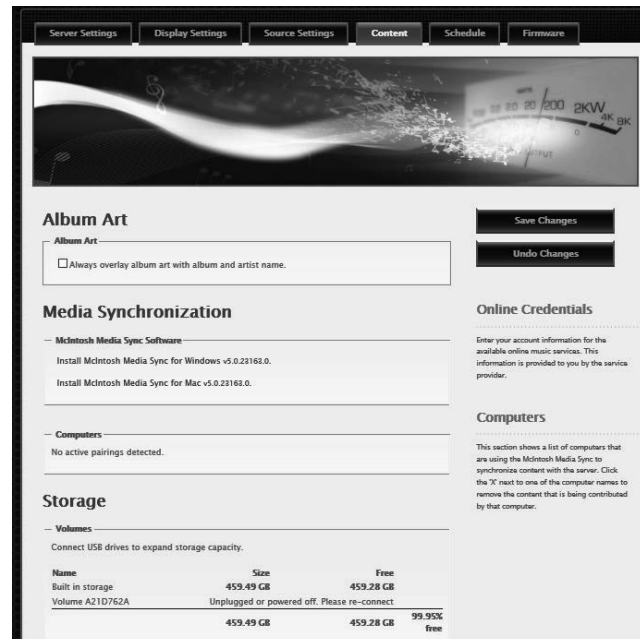 Server Settings Display Settings Source Settings Content Schedule Firmware
WATTS
20 20 200 2KW
4K 8K
0
OUTPUT
Album Art
Album Art
Always overlay album art with album and artist name.
Media Synchronization
McIntosh Media Sync Software
Install McIntosh Media Sync for Windows v5.0.23163.0.
Install McIntosh Media Sync for Mac v5.0.23163.0.
Computers
No active pairings detected.
Storage
Volumes
Connect USB drives to expand storage capacity.
Name Size Free
Built in storage 459.49 GB 459.28 GB
Volume A21D762A Unplugged or powered off. Please re-connect
459.49 GB 459.28 GB 99.95% free
Save Changes
Undo Changes
Online Credentials
Enter your account information for the
available online music services. This
information is provided to you by the service
provider.
Computers
This section shows a list of computers that
are using the McIntosh Media Sync to
synchronize content with the server. Click
the 'X' next to one of the computer names to
remove the content that is being contributed
by that computer.